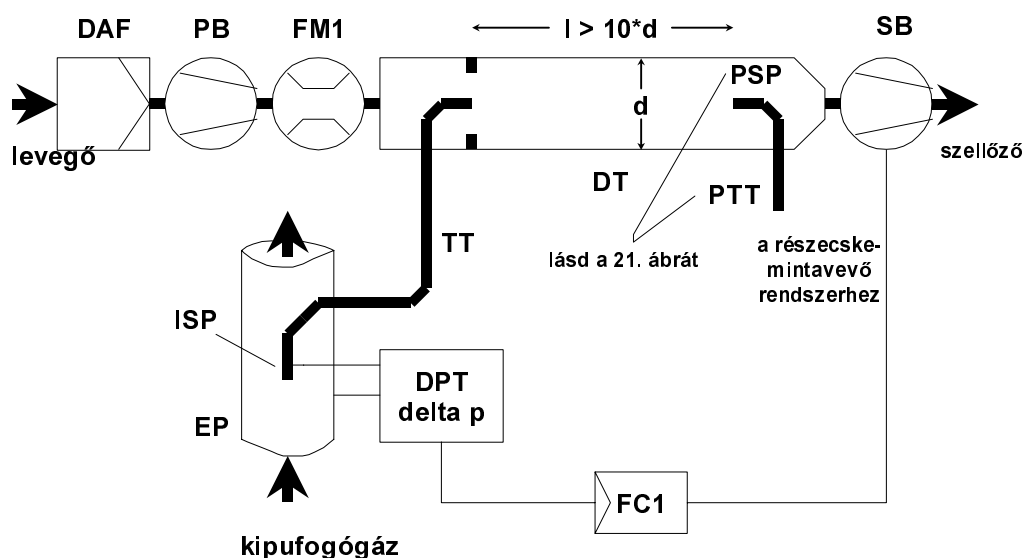 DAF
PB
FM1
l > 10*d
SB
PSP
d
levegő
szellőző
DT
PTT
TT
lásd a 21. ábrát
a részecske-
mintavevő
rendszerhez
ISP
DPT
delta p
EP
FC1
kipufogógáz